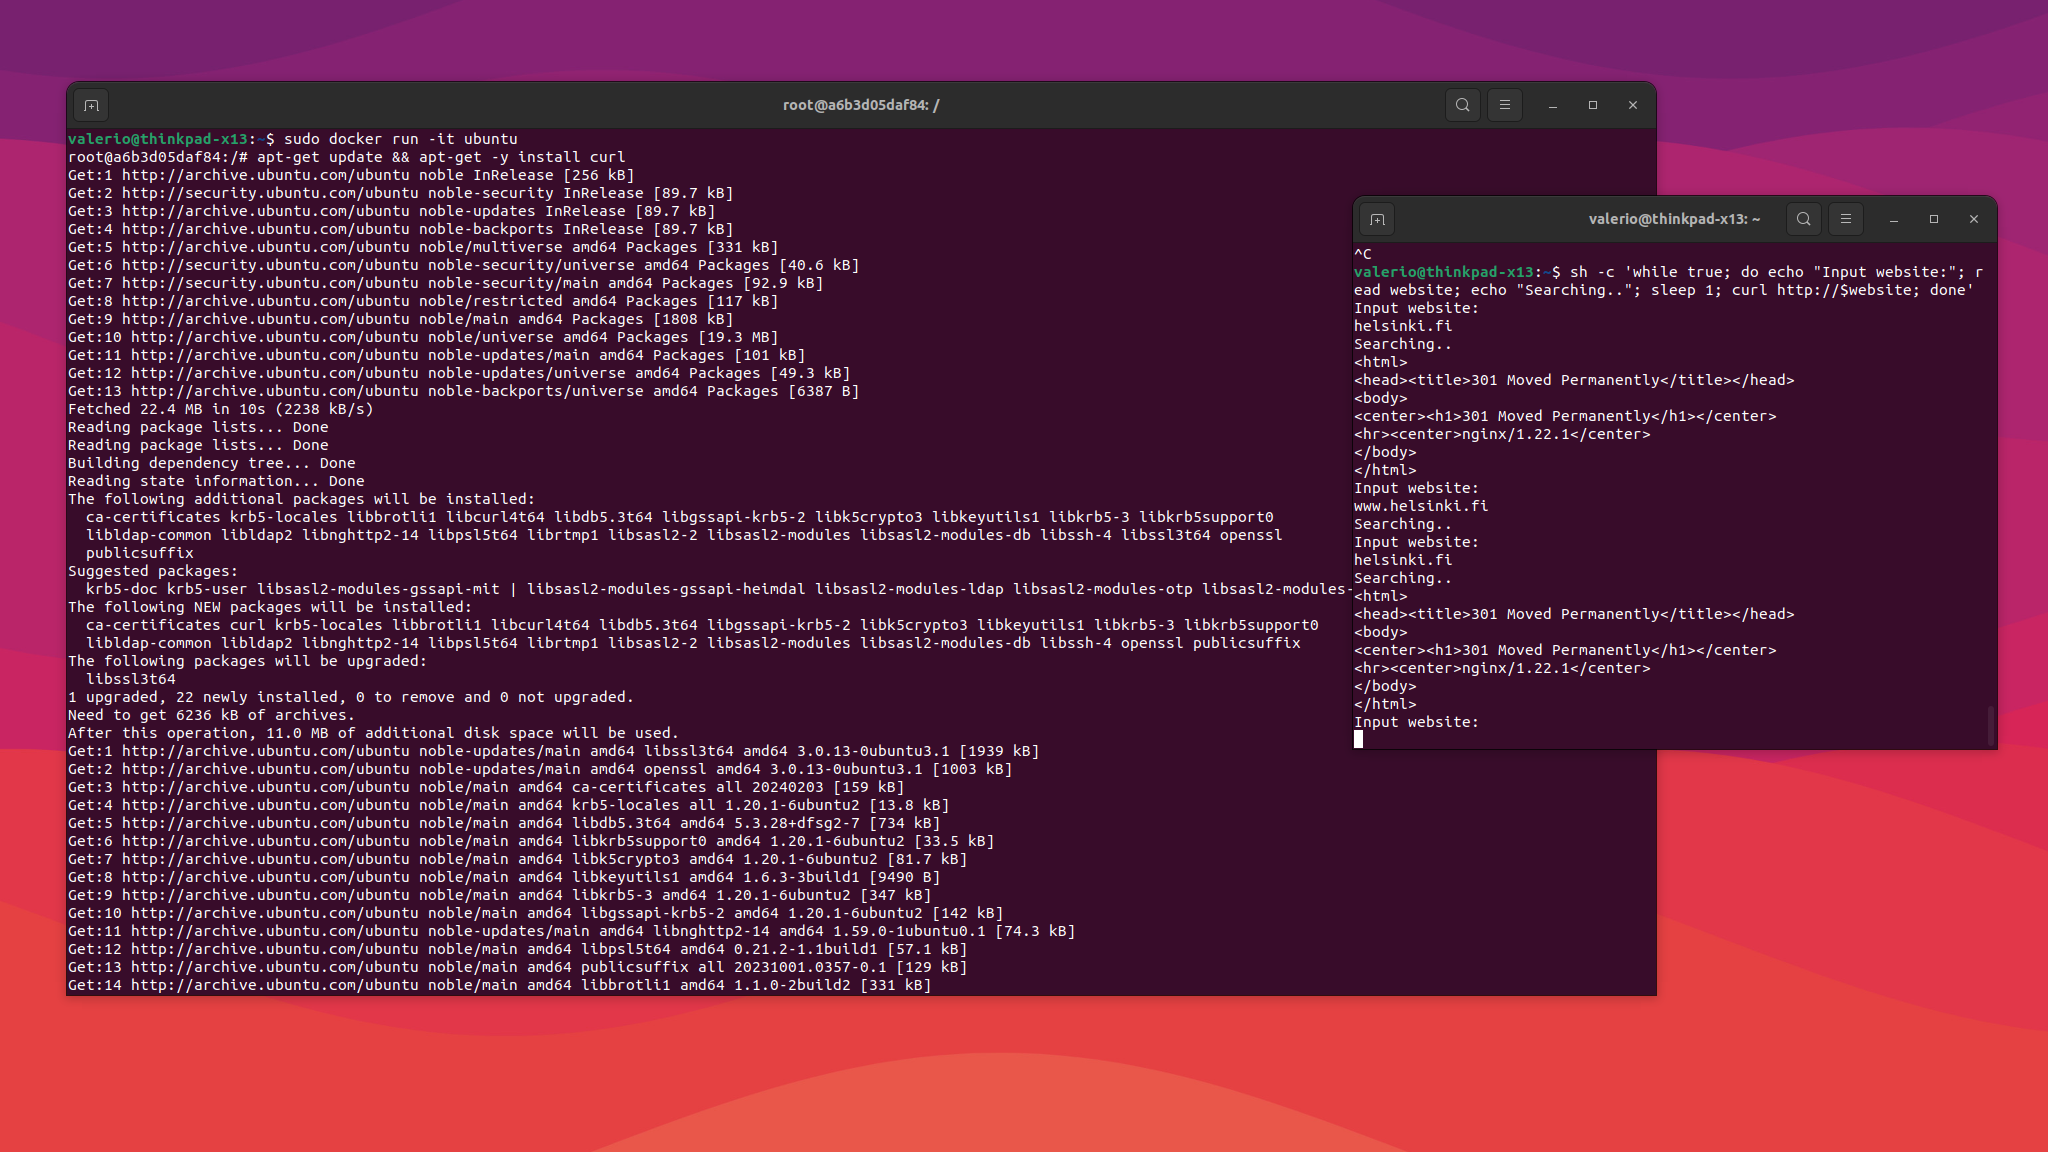 root@a6b3d05daf84: /
valerio@thinkpad-x13:~$ sudo docker run -it ubuntu
root@a6b3d05daf84:/# apt-get update && apt-get -y install curl
Get:1 http://archive.ubuntu.com/ubuntu noble InRelease [256 kB]
Get:2 http://security.ubuntu.com/ubuntu noble-security InRelease [89.7 kB]
Get:3 http://archive.ubuntu.com/ubuntu noble-updates InRelease [89.7 kB]
Get:4 http://archive.ubuntu.com/ubuntu noble-backports InRelease [89.7 kB]
Get:5 http://archive.ubuntu.com/ubuntu noble/multiverse amd64 Packages [331 kB]
Get:6 http://security.ubuntu.com/ubuntu noble-security/universe amd64 Packages [40.6 kB]
Get:7 http://security.ubuntu.com/ubuntu noble-security/main amd64 Packages [92.9 kB]
Get:8 http://archive.ubuntu.com/ubuntu noble/restricted amd64 Packages [117 kB]
Get:9 http://archive.ubuntu.com/ubuntu noble/main amd64 Packages [1808 kB]
Get:10 http://archive.ubuntu.com/ubuntu noble/universe amd64 Packages [19.3 MB]
Get:11 http://archive.ubuntu.com/ubuntu noble-updates/main amd64 Packages [101 kB]
Get:12 http://archive.ubuntu.com/ubuntu noble-updates/universe amd64 Packages [49.3 kB]
Get:13 http://archive.ubuntu.com/ubuntu noble-backports/universe amd64 Packages [6387 B]
Fetched 22.4 MB in 10s (2238 kB/s)
Reading package lists... Done
Reading package lists... Done
Building dependency tree... Done
Reading state information... Done
The following additional packages will be installed:
  ca-certificates krb5-locales libbrotli1 libcurl4t64 libdb5.3t64 libgssapi-krb5-2 libk5crypto3 libkeyutils1 libkrb5-3 libkrb5support0
  libldap-common libldap2 libnghttp2-14 libpsl5t64 librtmp1 libsasl2-2 libsasl2-modules libsasl2-modules-db libssh-4 libssl3t64 openssl
  publicsuffix
Suggested packages:
  krb5-doc krb5-user libsasl2-modules-gssapi-mit | libsasl2-modules-gssapi-heimdal libsasl2-modules-ldap libsasl2-modules-otp libsasl2-modules-
The following NEW packages will be installed:
  ca-certificates curl krb5-locales libbrotli1 libcurl4t64 libdb5.3t64 libgssapi-krb5-2 libk5crypto3 libkeyutils1 libkrb5-3 libkrb5support0
  libldap-common libldap2 libnghttp2-14 libpsl5t64 librtmp1 libsasl2-2 libsasl2-modules libsasl2-modules-db libssh-4 openssl publicsuffix
The following packages will be upgraded:
  libssl3t64
1 upgraded, 22 newly installed, 0 to remove and 0 not upgraded.
Need to get 6236 kB of archives.
After this operation, 11.0 MB of additional disk space will be used.
Get:1 http://archive.ubuntu.com/ubuntu noble-updates/main amd64 libssl3t64 amd64 3.0.13-0ubuntu3.1 [1939 kB]
Get:2 http://archive.ubuntu.com/ubuntu noble-updates/main amd64 openssl amd64 3.0.13-0ubuntu3.1 [1003 kB]
Get:3 http://archive.ubuntu.com/ubuntu noble/main amd64 ca-certificates all 20240203 [159 kB]
Get:4 http://archive.ubuntu.com/ubuntu noble/main amd64 krb5-locales all 1.20.1-6ubuntu2 [13.8 kB]
Get:5 http://archive.ubuntu.com/ubuntu noble/main amd64 libdb5.3t64 amd64 5.3.28+dfsg2-7 [734 kB]
Get:6 http://archive.ubuntu.com/ubuntu noble/main amd64 libkrb5support0 amd64 1.20.1-6ubuntu2 [33.5 kB]
Get:7 http://archive.ubuntu.com/ubuntu noble/main amd64 libk5crypto3 amd64 1.20.1-6ubuntu2 [81.7 kB]
Get:8 http://archive.ubuntu.com/ubuntu noble/main amd64 libkeyutils1 amd64 1.6.3-3build1 [9490 B]
Get:9 http://archive.ubuntu.com/ubuntu noble/main amd64 libkrb5-3 amd64 1.20.1-6ubuntu2 [347 kB]
Get:10 http://archive.ubuntu.com/ubuntu noble/main amd64 libgssapi-krb5-2 amd64 1.20.1-6ubuntu2 [142 kB]
Get:11 http://archive.ubuntu.com/ubuntu noble-updates/main amd64 libnghttp2-14 amd64 1.59.0-1ubuntu0.1 [74.3 kB]
Get:12 http://archive.ubuntu.com/ubuntu noble/main amd64 libpsl5t64 amd64 0.21.2-1.1build1 [57.1 kB]
Get:13 http://archive.ubuntu.com/ubuntu noble/main amd64 publicsuffix all 20231001.0357-0.1 [129 kB]
Get:14 http://archive.ubuntu.com/ubuntu noble/main amd64 libbrotli1 amd64 1.1.0-2build2 [331 kB]
valerio@thinkpad-x13: ~
^C
valerio@thinkpad-x13:~$ sh -c 'while true; do echo "Input website:"; r
ead website; echo "Searching.."; sleep 1; curl http://$website; done'
Input website:
helsinki.fi
Searching..
<html>
<head><title>301 Moved Permanently</title></head>
<body>
<center><h1>301 Moved Permanently</h1></center>
<hr><center>nginx/1.22.1</center>
</body>
</html>
Input website:
www.helsinki.fi
Searching..
Input website:
helsinki.fi
Searching..
<html>
<head><title>301 Moved Permanently</title></head>
<body>
<center><h1>301 Moved Permanently</h1></center>
<hr><center>nginx/1.22.1</center>
</body>
</html>
Input website: